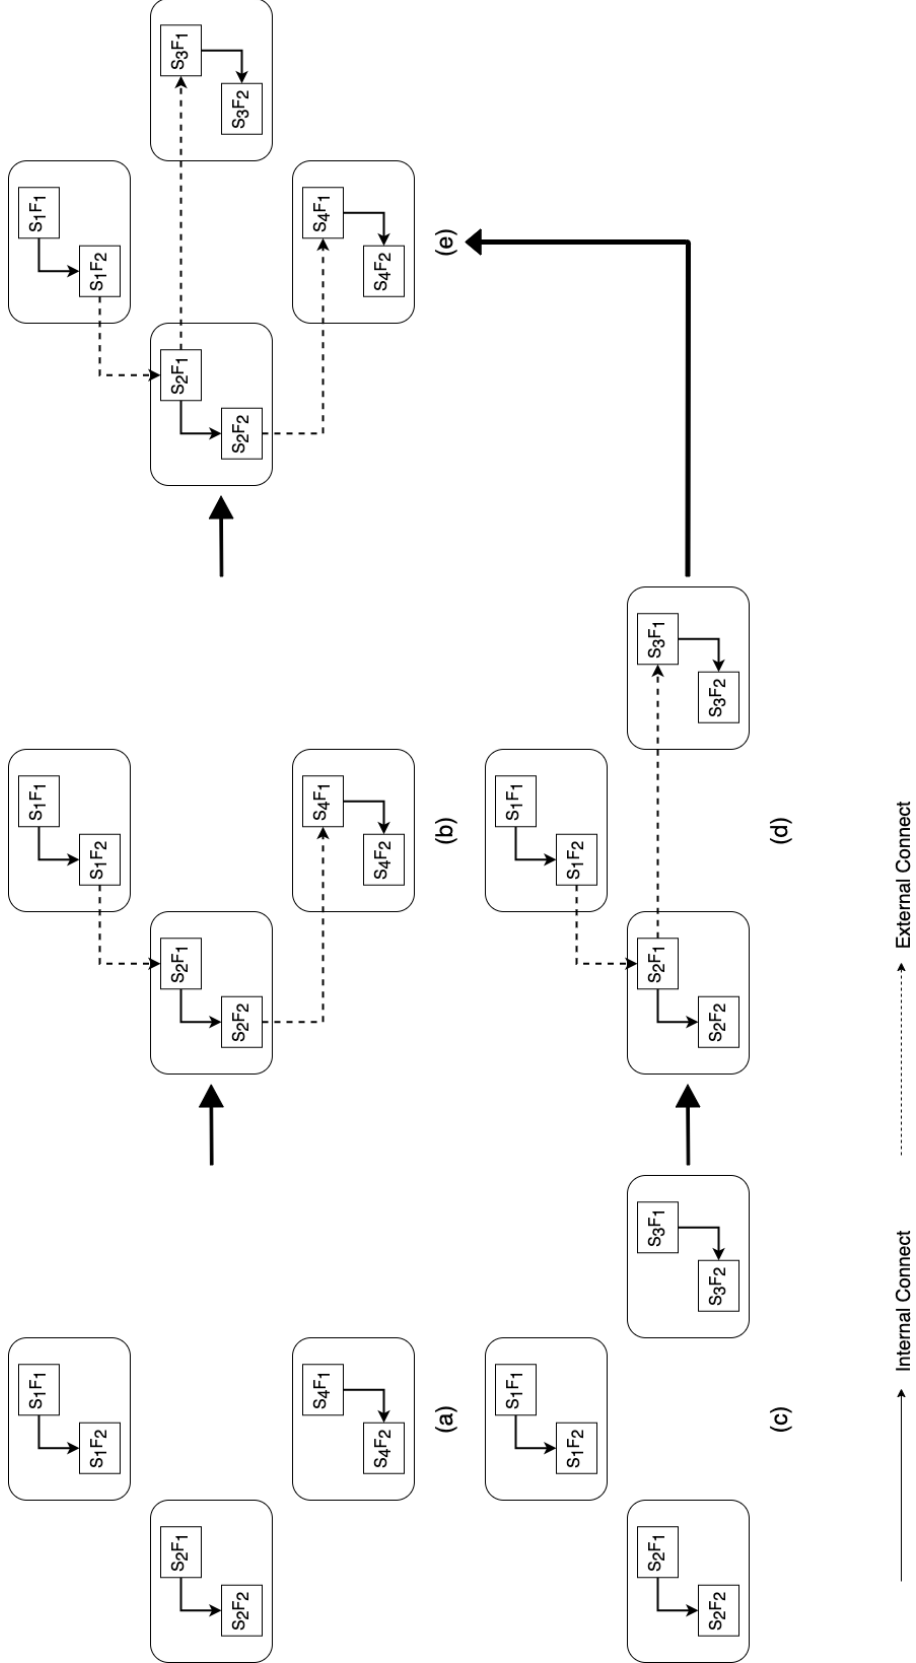 S1F1
S1F2
S2F1
S2F2
S4F1
S4F2
(a)
S1F1
S1F2
S2F1
S2F2
S4F1
S4F2
(b)
S1F1
S1F2
S2F1
S2F2
S3F1
S3F2
S4F1
S4F2
(e)
S1F1
S1F2
S2F1
S2F2
S3F1
S3F2
(c)
S1F1
S1F2
S2F1
S2F2
S3F1
S3F2
(d)
Internal Connect
External Connect